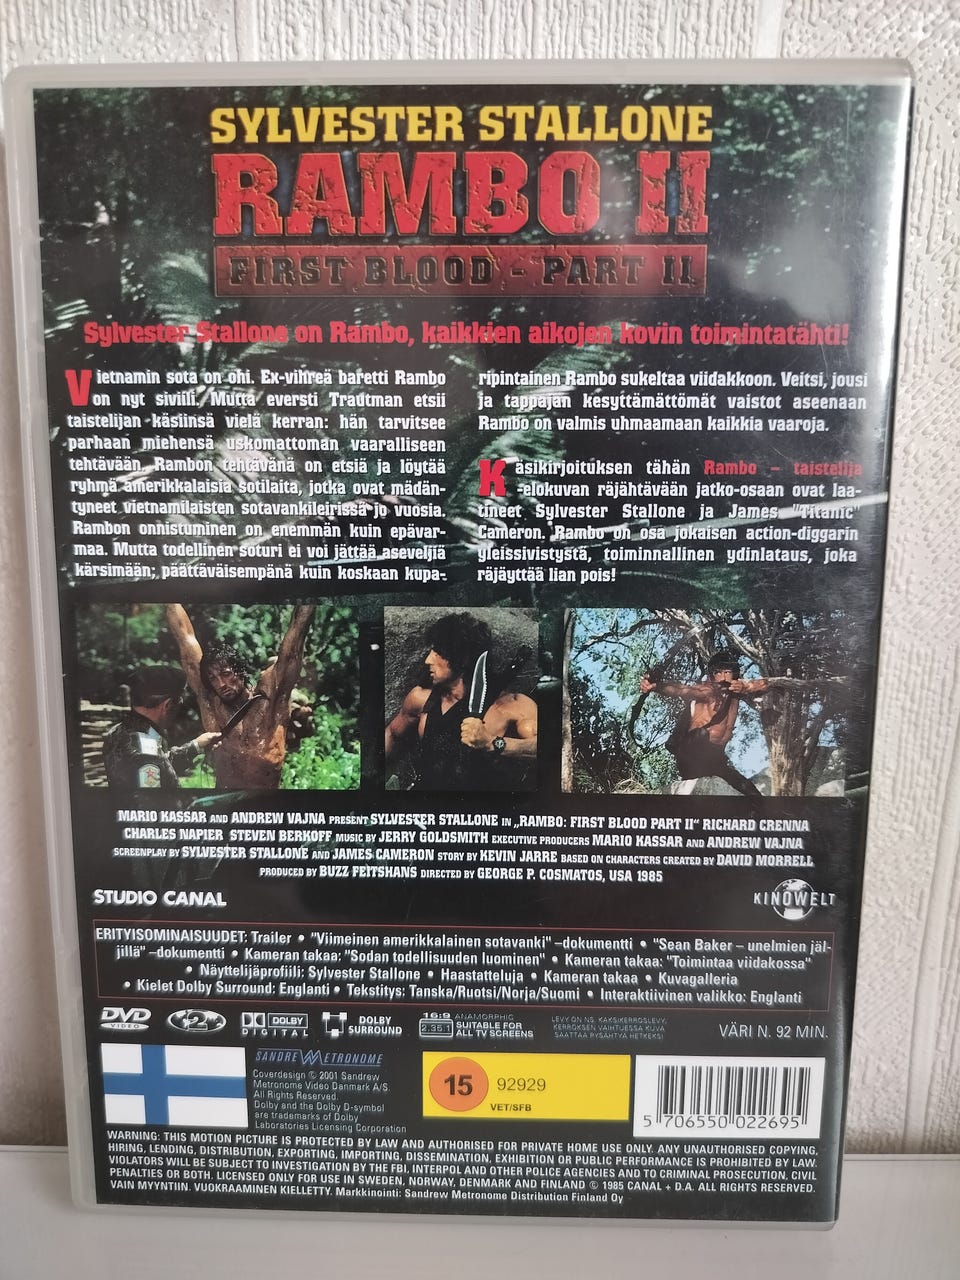 SYLVESTER STALLONE
RAMBO II
FIRST BLOOD - PART II
Sylvester Stallone on Rambo, kaikkien aikojen kovin toimintatähti!
Vietnamin sota on ohi. Ex-vihreä baretti Rambo
on nyt siviili. Mutta eversti Trautman etsii
taistelijan käsiinsä vielä kerran: hän tarvitsee
parhaan miehensä uskomattoman vaaralliseen
tehtävään. Rambon tehtävänä on etsiä ja löytää
ryhmä amerikkalaisia sotilaita, jotka ovat mädän-
tyneet vietnamilaisten sotavankileirissä jo vuosia.
Rambon onnistuminen on enemmän kuin epävar-
maa. Mutta todellinen soturi ei voi jättää aseveljiä
kärsimään; päättäväisempänä kuin koskaan kupa-
ripintainen Rambo sukeltaa viidakkoon. Veitsi, jousi
ja tappajan kesyttämättömät vaistot aseenaan
Rambo on valmis uhmaamaan kaikkia vaaroja.
Käsikirjoituksen tähän Rambo – taistelija
-elokuvan räjähtävään jatko-osaan ovat laa-
tineet Sylvester Stallone ja James "Titanic"
Cameron. Rambo on osa jokaisen action-diggarin
yleissivistystä, toiminnallinen ydinlataus, joka
räjäyttää lian pois!
MARIO KASSAR AND ANDREW VAJNA PRESENT SYLVESTER STALLONE IN „RAMBO: FIRST BLOOD PART II“ RICHARD CRENNA
CHARLES NAPIER STEVEN BERKOFF MUSIC BY JERRY GOLDSMITH EXECUTIVE PRODUCERS MARIO KASSAR AND ANDREW VAJNA
SCREENPLAY BY SYLVESTER STALLONE AND JAMES CAMERON STORY BY KEVIN JARRE BASED ON CHARACTERS CREATED BY DAVID MORRELL
PRODUCED BY BUZZ FEITSHANS DIRECTED BY GEORGE P. COSMATOS, USA 1985
STUDIO CANAL
KINOWELT
ERITYISOMINAISUUDET: Trailer • "Viimeinen amerikkalainen sotavanki" –dokumentti • "Sean Baker – unelmien jäl-
jillä" –dokumentti • Kameran takaa: "Sodan todellisuuden luominen" • Kameran takaa: "Toimintaa viidakossa"
• Näyttelijäprofiili: Sylvester Stallone • Haastatteluja • Kameran takaa • Kuvagalleria
• Kielet Dolby Surround: Englanti • Tekstitys: Tanska/Ruotsi/Norja/Suomi • Interaktiivinen valikko: Englanti
DVD VIDEO
2
DOLBY DIGITAL
DOLBY SURROUND
16:9 ANAMORPHIC
2.35:1 SUITABLE FOR ALL TV SCREENS
LEVY ON NS. KAKSIKERROSLEVY,
KERROKSEN VAIHTUESSA KUVA
SAATTAA PYSÄHTYÄ HETKEKSI
VÄRI N. 92 MIN.
SANDREW METRONOME
Coverdesign © 2001 Sandrew
Metronome Video Danmark A/S.
All Rights Reserved.
Dolby and the Dolby D-symbol
are trademarks of Dolby
Laboratories Licensing Corporation
15
92929
VET/SFB
5 706550 022695
WARNING: THIS MOTION PICTURE IS PROTECTED BY LAW AND AUTHORISED FOR PRIVATE HOME USE ONLY. ANY UNAUTHORISED COPYING,
HIRING, LENDING, DISTRIBUTION, EXPORTING, IMPORTING, DISSEMINATION, EXHIBITION OR PUBLIC PERFORMANCE IS PROHIBITED BY LAW.
VIOLATORS WILL BE SUBJECT TO INVESTIGATION BY THE FBI, INTERPOL AND OTHER POLICE AGENCIES AND TO CRIMINAL PROSECUTION, CIVIL
PENALTIES OR BOTH. LICENSED ONLY FOR USE IN SWEDEN, NORWAY, DENMARK AND FINLAND © 1985 CANAL + D.A. ALL RIGHTS RESERVED.
VAIN MYYNTIIN. VUOKRAAMINEN KIELLETTY. Markkinointi: Sandrew Metronome Distribution Finland Oy